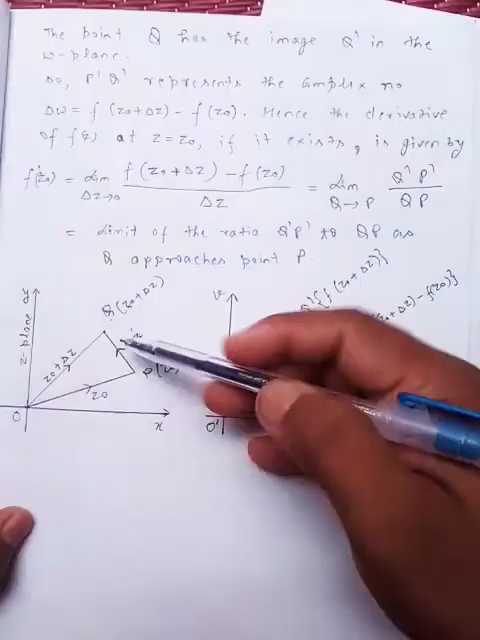 The point Q has the image Q' in the
w-plane.
So, P'Q' represents the complex no
Δw = f(z0+Δz) - f(z0). Hence the derivative
of f(z) at z=z0, if it exists, is given by
f'(z0) = lim Δz→0 f(z0+Δz) - f(z0) / Δz = lim Q→P Q'P' / QP
= limit of the ratio Q'P' to QP as
Q approaches point P.
z-plane
y
Q(z0+Δz)
z0+Δz
z0
O
x
v
Q'{f(z0+Δz)}
O'